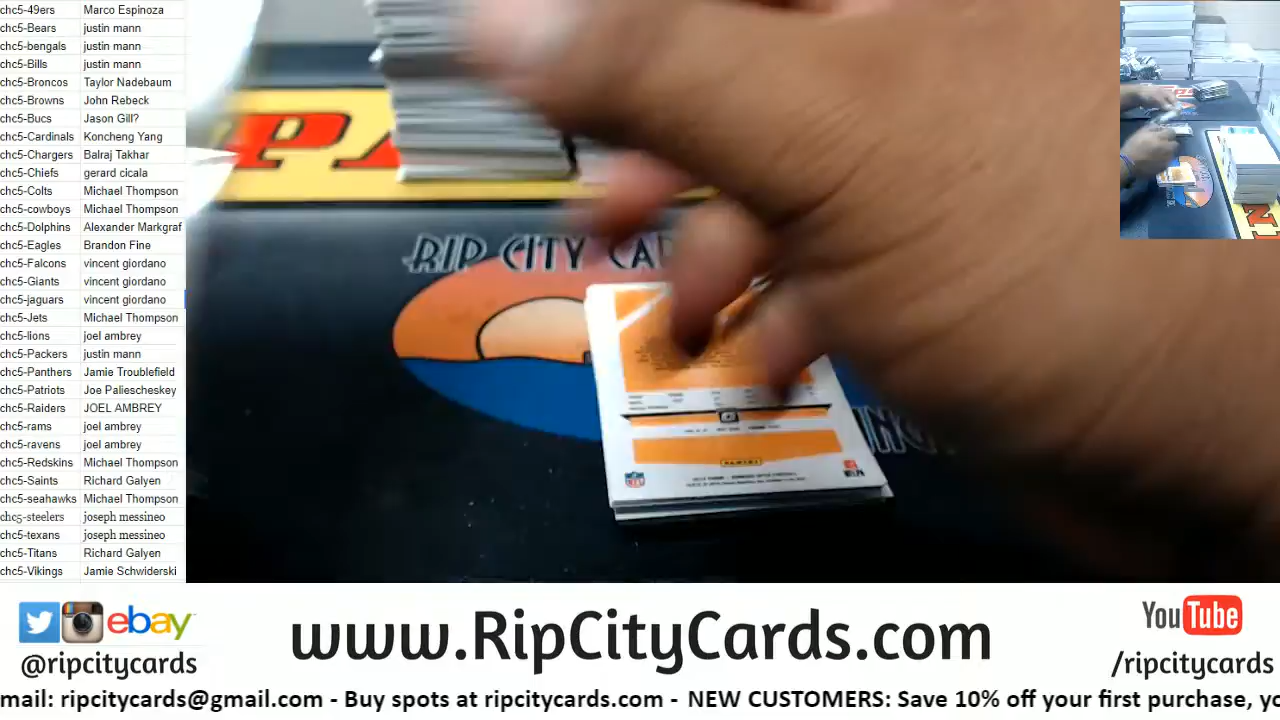 chc5-49ers Marco Espinoza
chc5-Bears justin mann
chc5-bengals justin mann
chc5-Bills justin mann
chc5-Broncos Taylor Nadebaum
chc5-Browns John Rebeck
chc5-Bucs Jason Gill?
chc5-Cardinals Koncheng Yang
chc5-Chargers Balraj Takhar
chc5-Chiefs gerard cicala
chc5-Colts Michael Thompson
chc5-cowboys Michael Thompson
chc5-Dolphins Alexander Markgraf
chc5-Eagles Brandon Fine
chc5-Falcons vincent giordano
chc5-Giants vincent giordano
chc5-jaguars vincent giordano
chc5-Jets Michael Thompson
chc5-lions joel ambrey
chc5-Packers justin mann
chc5-Panthers Jamie Troublefield
chc5-Patriots Joe Paliescheskey
chc5-Raiders JOEL AMBREY
chc5-rams joel ambrey
chc5-ravens joel ambrey
chc5-Redskins Michael Thompson
chc5-Saints Richard Galyen
chc5-seahawks Michael Thompson
chc5-steelers joseph messineo
chc5-texans joseph messineo
chc5-Titans Richard Galyen
chc5-Vikings Jamie Schwiderski
RIP CITY CA
PANINI
ebay
@ripcitycards
www.RipCityCards.com
YouTube
/ripcitycards
mail: ripcitycards@gmail.com - Buy spots at ripcitycards.com - NEW CUSTOMERS: Save 10% off your first purchase, yo